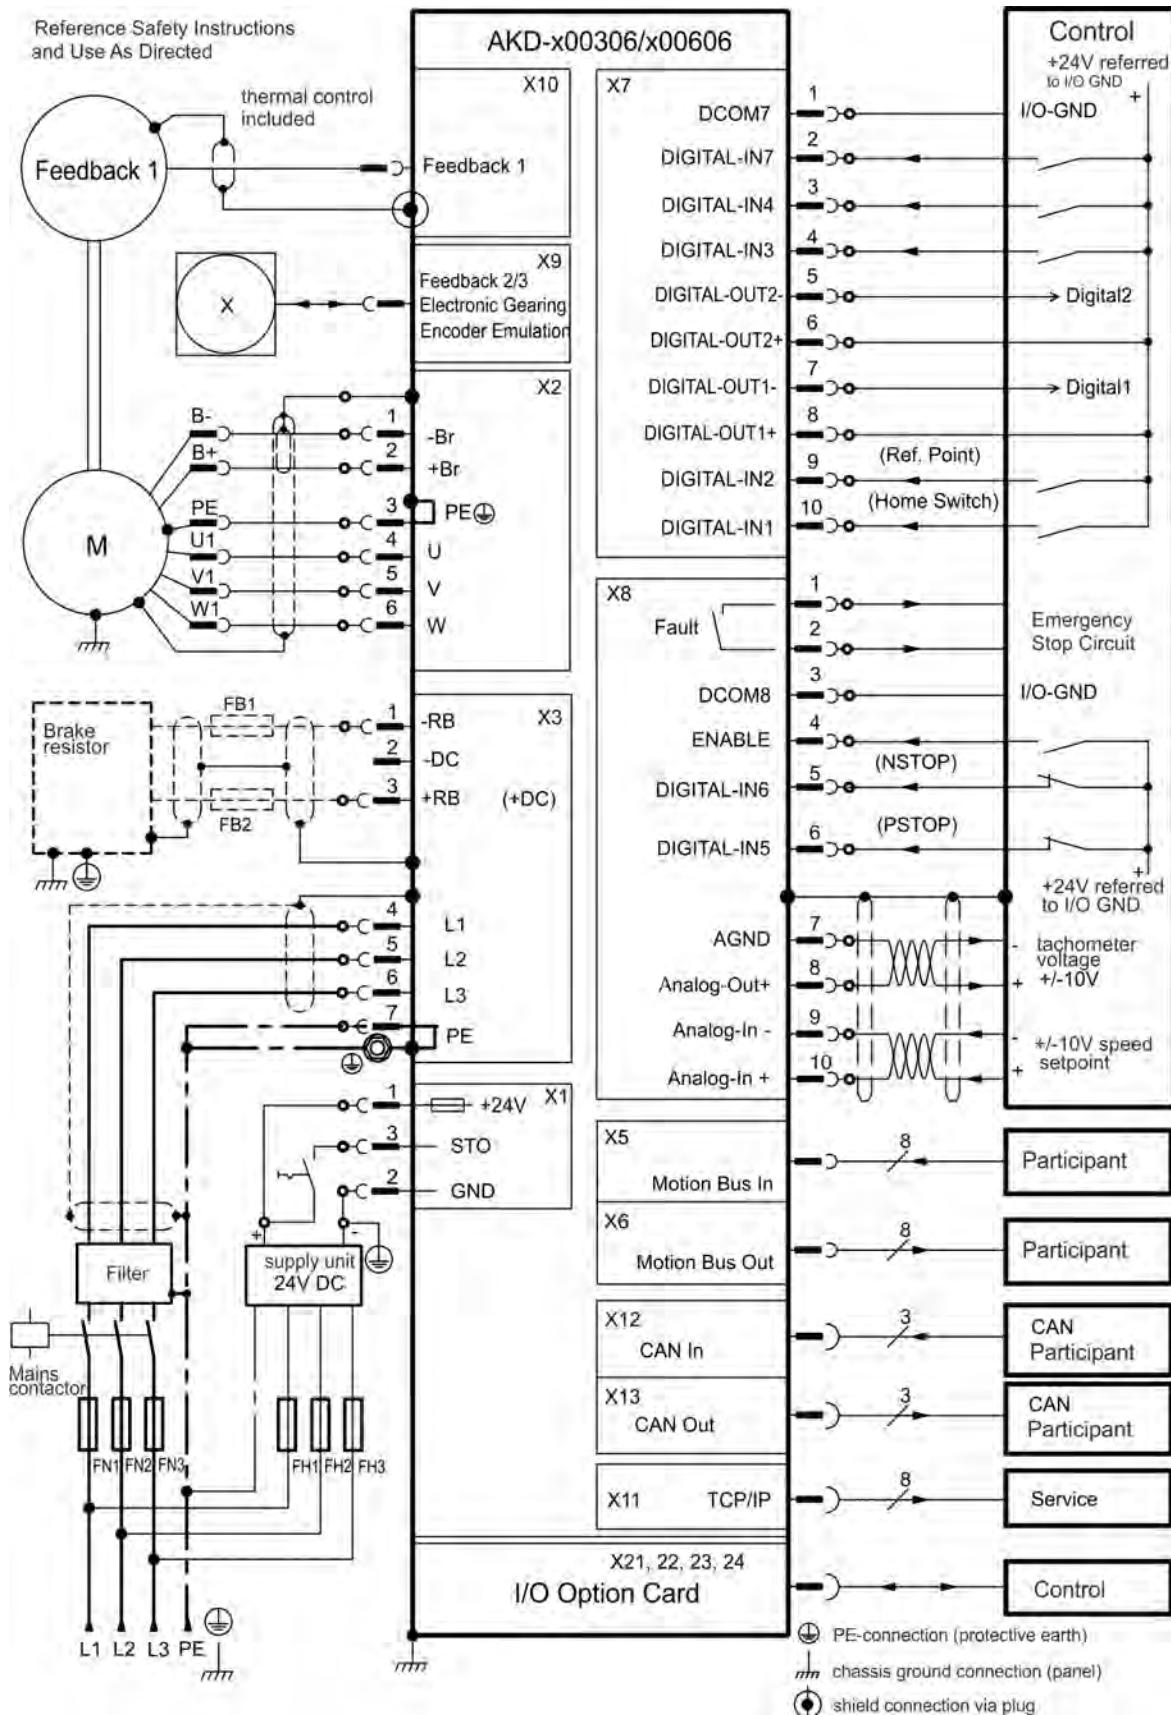 Reference Safety Instructions
and Use As Directed
AKD-x00306/x00606
Control
+24V referred
to I/O GND
+
thermal control
included
Feedback 1
X10
Feedback 1
X
X9
Feedback 2/3
Electronic Gearing
Encoder Emulation
X2
B-
1
-Br
B+
2
+Br
PE
3
PE
U1
4
U
V1
5
V
W1
6
W
M
Brake
resistor
FB1
FB2
X3
1
-RB
2
-DC
3
+RB
(+DC)
4
L1
5
L2
6
L3
7
PE
X1
1
+24V
3
STO
2
GND
+
-
Filter
supply unit
24V DC
Mains
contactor
FN1
FN2
FN3
FH1
FH2
FH3
L1
L2
L3
PE
X7
DCOM7
1
I/O-GND
DIGITAL-IN7
2
DIGITAL-IN4
3
DIGITAL-IN3
4
DIGITAL-OUT2-
5
Digital2
DIGITAL-OUT2+
6
DIGITAL-OUT1-
7
Digital1
DIGITAL-OUT1+
8
(Ref. Point)
DIGITAL-IN2
9
(Home Switch)
DIGITAL-IN1
10
X8
Fault
1
2
Emergency
Stop Circuit
DCOM8
3
I/O-GND
ENABLE
4
(NSTOP)
DIGITAL-IN6
5
(PSTOP)
DIGITAL-IN5
6
+
+24V referred
to I/O GND
AGND
7
-
tachometer
voltage
+/-10V
Analog-Out+
8
+
Analog-In -
9
-
+/-10V speed
setpoint
Analog-In +
10
+
X5
Motion Bus In
8
Participant
X6
Motion Bus Out
8
Participant
X12
CAN In
3
CAN
Participant
X13
CAN Out
3
CAN
Participant
X11
TCP/IP
8
Service
X21, 22, 23, 24
I/O Option Card
Control
PE-connection (protective earth)
chassis ground connection (panel)
shield connection via plug